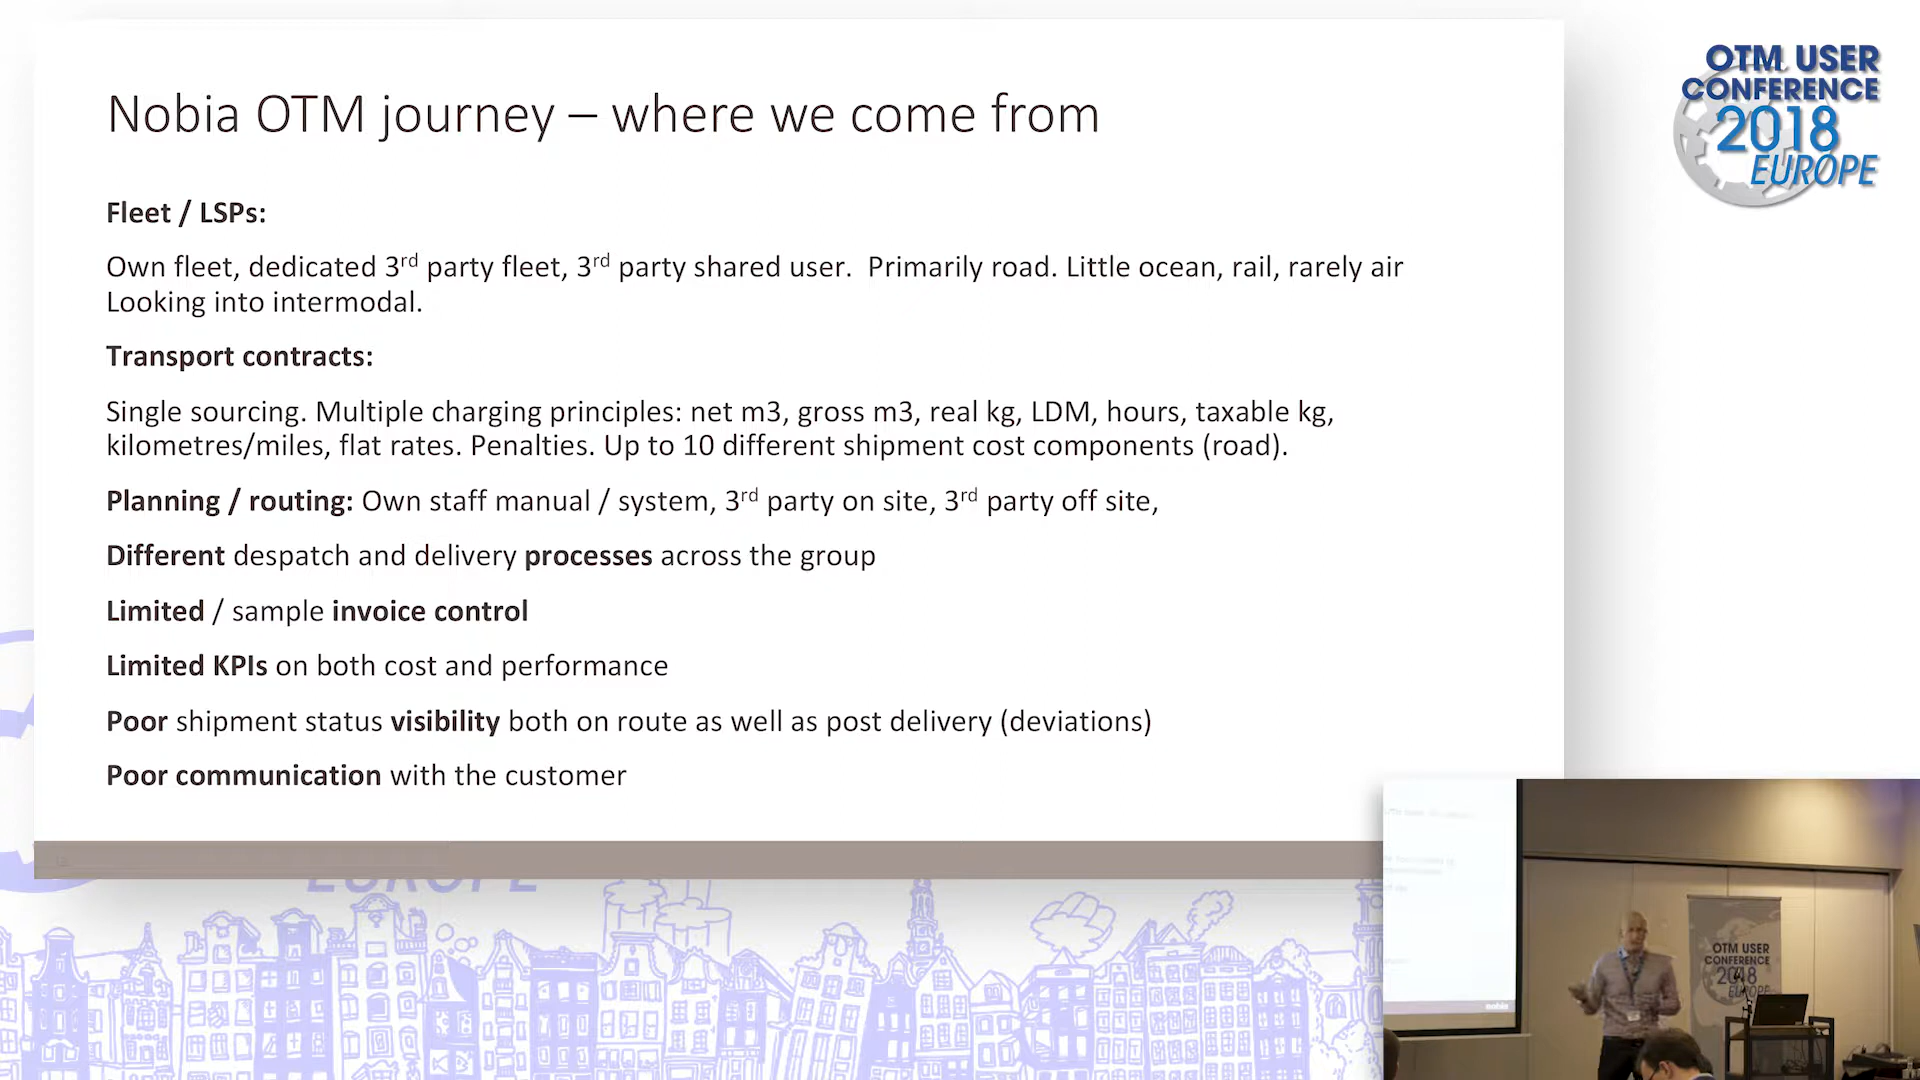 Nobia OTM journey – where we come from
Fleet / LSPs:
Own fleet, dedicated 3rd party fleet, 3rd party shared user.  Primarily road. Little ocean, rail, rarely air
Looking into intermodal.
Transport contracts:
Single sourcing. Multiple charging principles: net m3, gross m3, real kg, LDM, hours, taxable kg,
kilometres/miles, flat rates. Penalties. Up to 10 different shipment cost components (road).
Planning / routing: Own staff manual / system, 3rd party on site, 3rd party off site,
Different despatch and delivery processes across the group
Limited / sample invoice control
Limited KPIs on both cost and performance
Poor shipment status visibility both on route as well as post delivery (deviations)
Poor communication with the customer
OTM USER
CONFERENCE
2018
EUROPE
EUROPE
OTM USER
CONFERENCE
2018
EUROPE